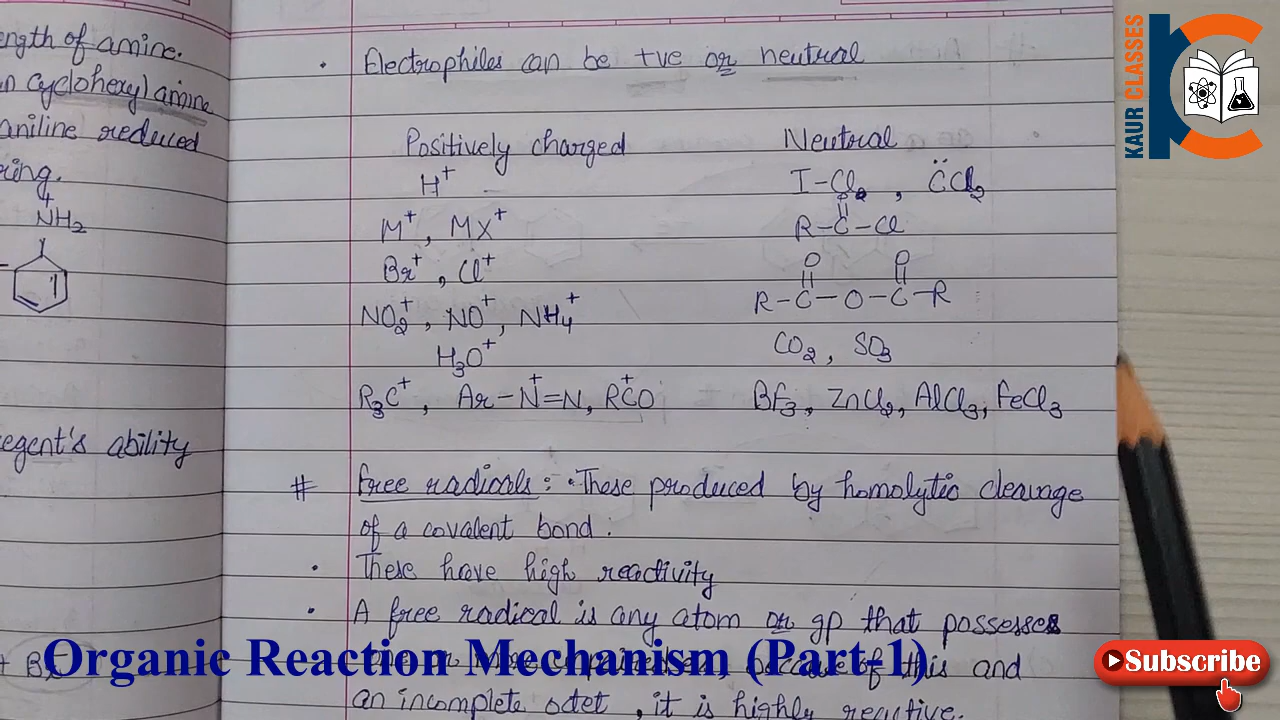 ength of amine.
n cyclohexyl amine
aniline reduced
ring.
NH2
egent's ability
• Electrophiles can be +ve or neutral
Positively charged Neutral
H+ I-Cl, C̈Cl2
M+, MX+ R-C-Cl
O
Br+, Cl+ O O
R-C-O-C-R
NO2+, NO+, NH4+
H3O+ CO2, SO3
R3C+, Ar-N+=N, RC+O BF3, ZnCl2, AlCl3, FeCl3
# Free radicals: • These produced by homolytic cleavage
of a covalent bond.
• These have high reactivity
• A free radical is any atom or gp that possesses
because of this and
an incomplete octet, it is highly reactive.
Organic Reaction Mechanism (Part-1)
KAUR CLASSES
KC
Subscribe